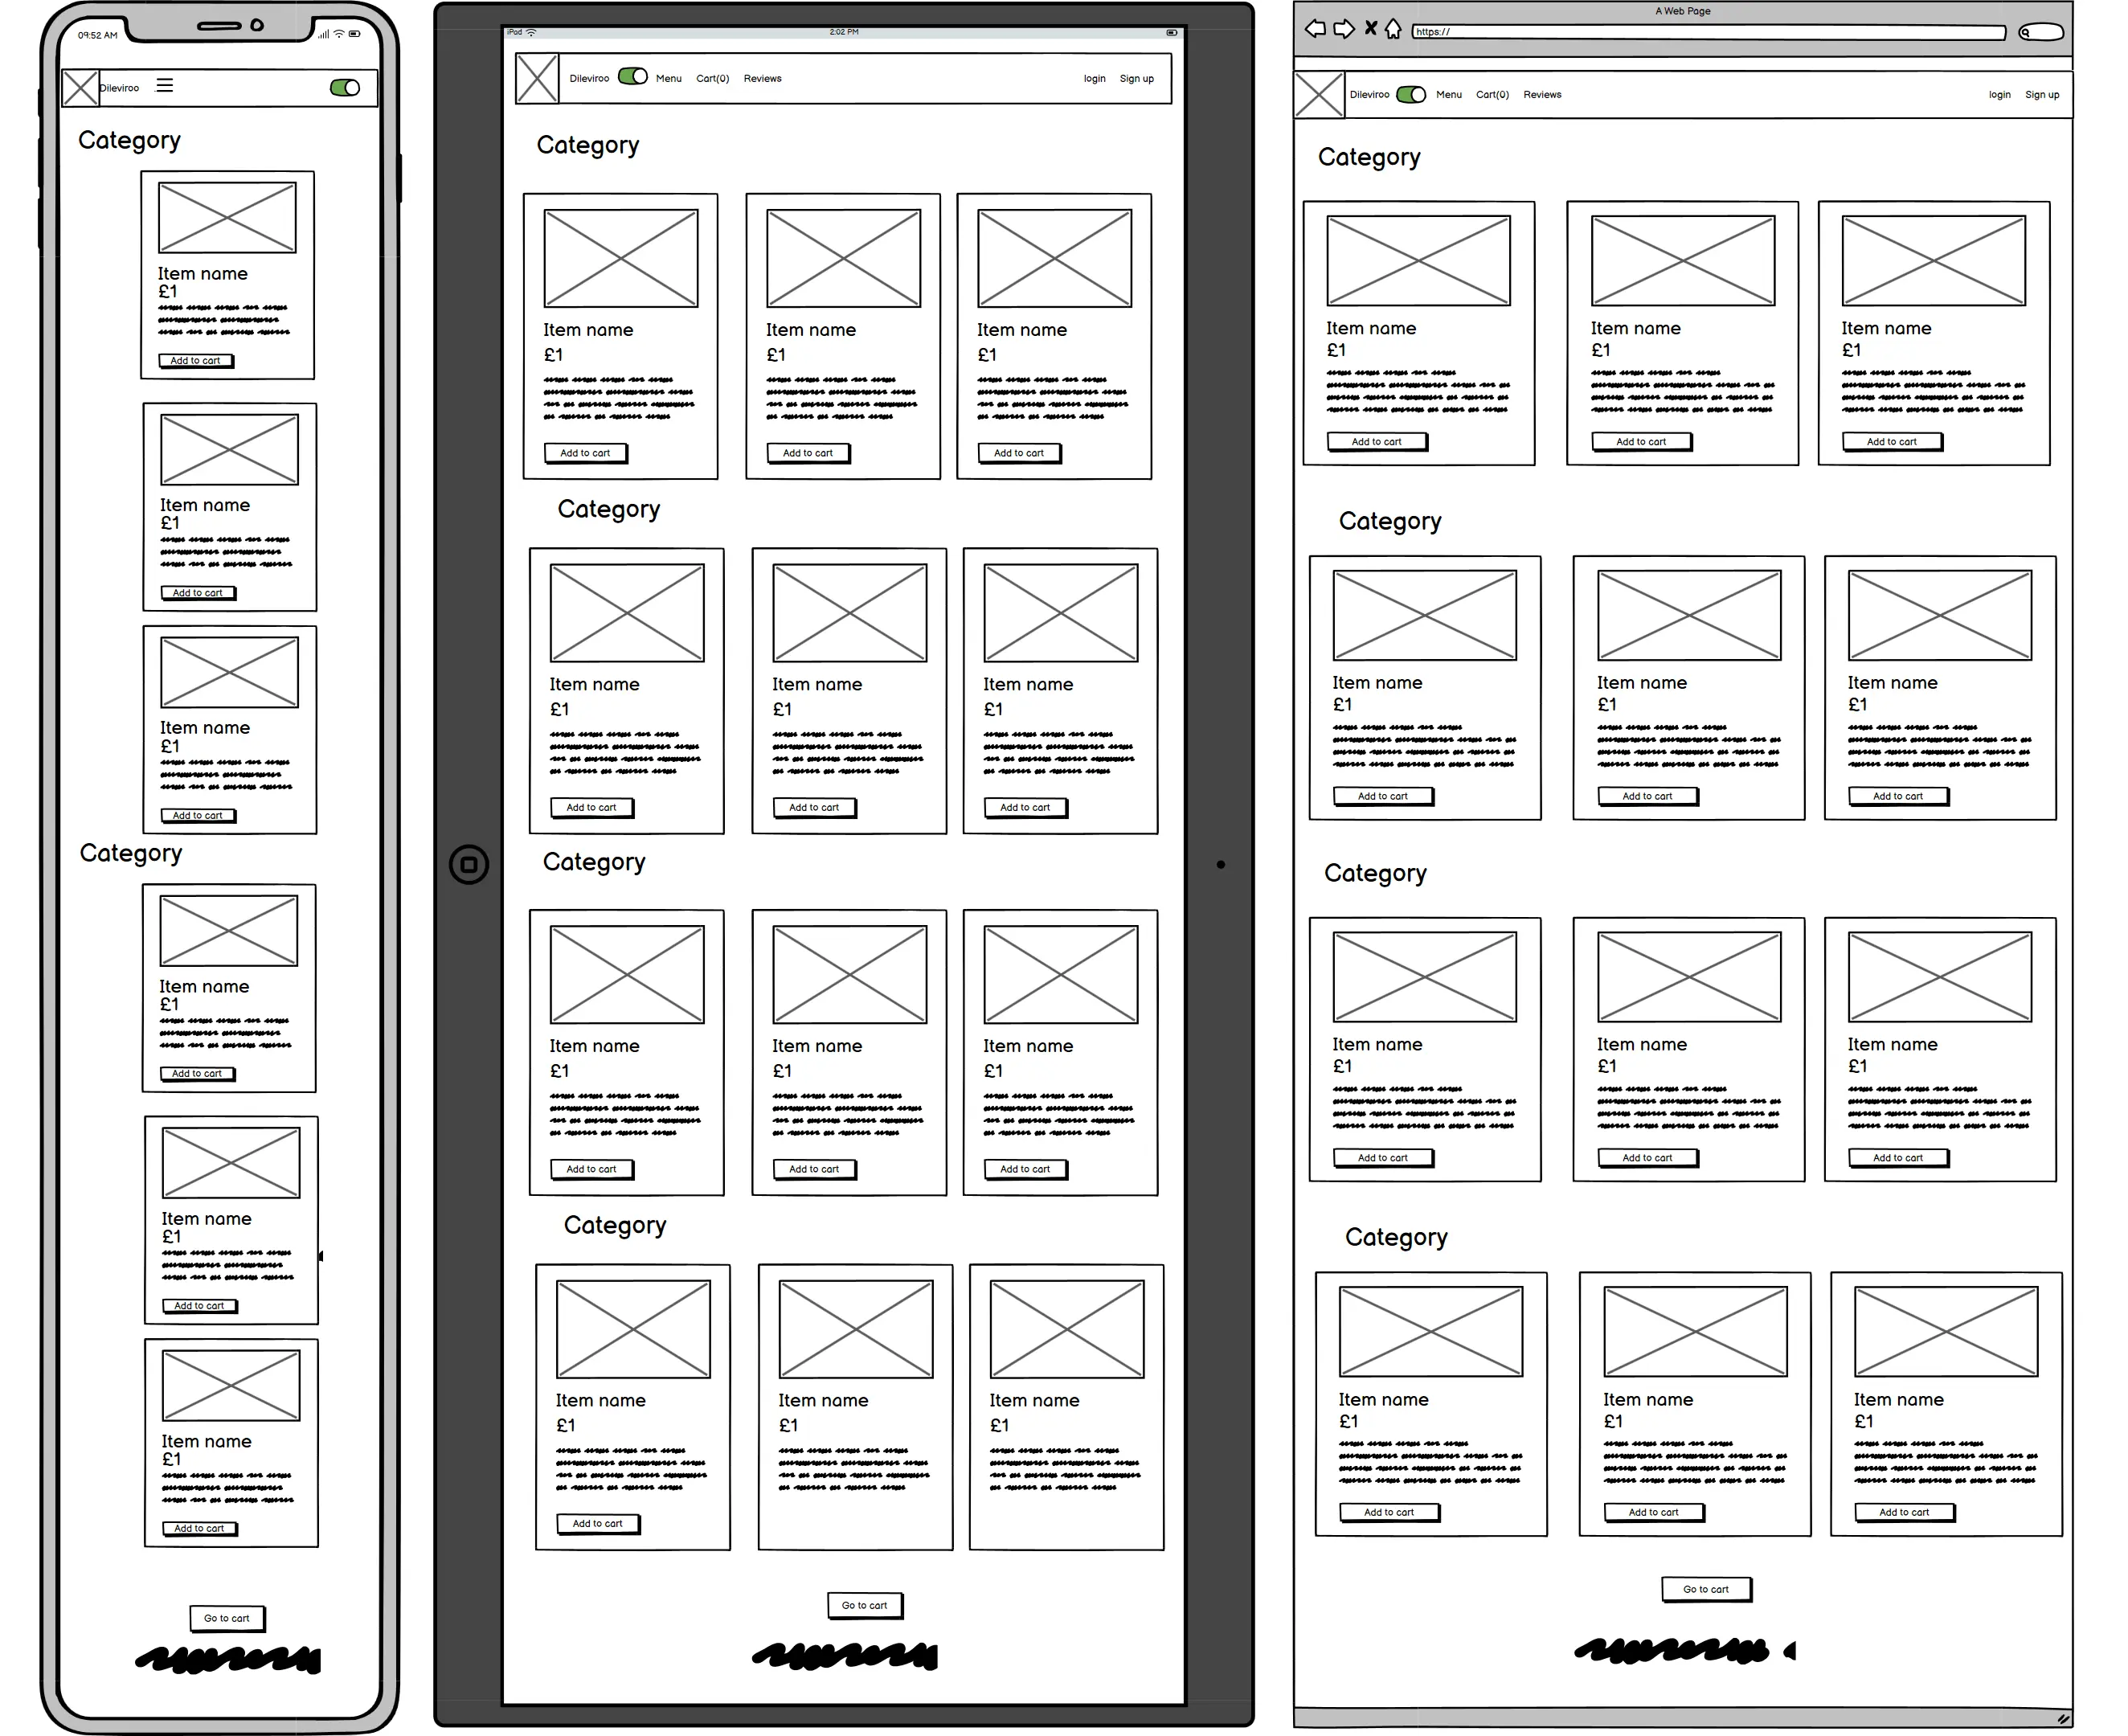 09:52 AM
Dileviroo
Category
Item name
£1
Add to cart
Item name
£1
Add to cart
Item name
£1
Add to cart
Category
Item name
£1
Add to cart
Item name
£1
Add to cart
Item name
£1
Add to cart
Go to cart
iPod 2:02 PM
Dileviroo Menu Cart(0) Reviews login Sign up
Category
Item name Item name Item name
£1 £1 £1
Add to cart Add to cart Add to cart
Category
Item name Item name Item name
£1 £1 £1
Add to cart Add to cart Add to cart
Category
Item name Item name Item name
£1 £1 £1
Add to cart Add to cart Add to cart
Category
Item name Item name Item name
£1 £1 £1
Add to cart
Go to cart
A Web Page
https://
Dileviroo Menu Cart(0) Reviews login Sign up
Category
Item name Item name Item name
£1 £1 £1
Add to cart Add to cart Add to cart
Category
Item name Item name Item name
£1 £1 £1
Add to cart Add to cart Add to cart
Category
Item name Item name Item name
£1 £1 £1
Add to cart Add to cart Add to cart
Category
Item name Item name Item name
£1 £1 £1
Add to cart Add to cart Add to cart
Go to cart